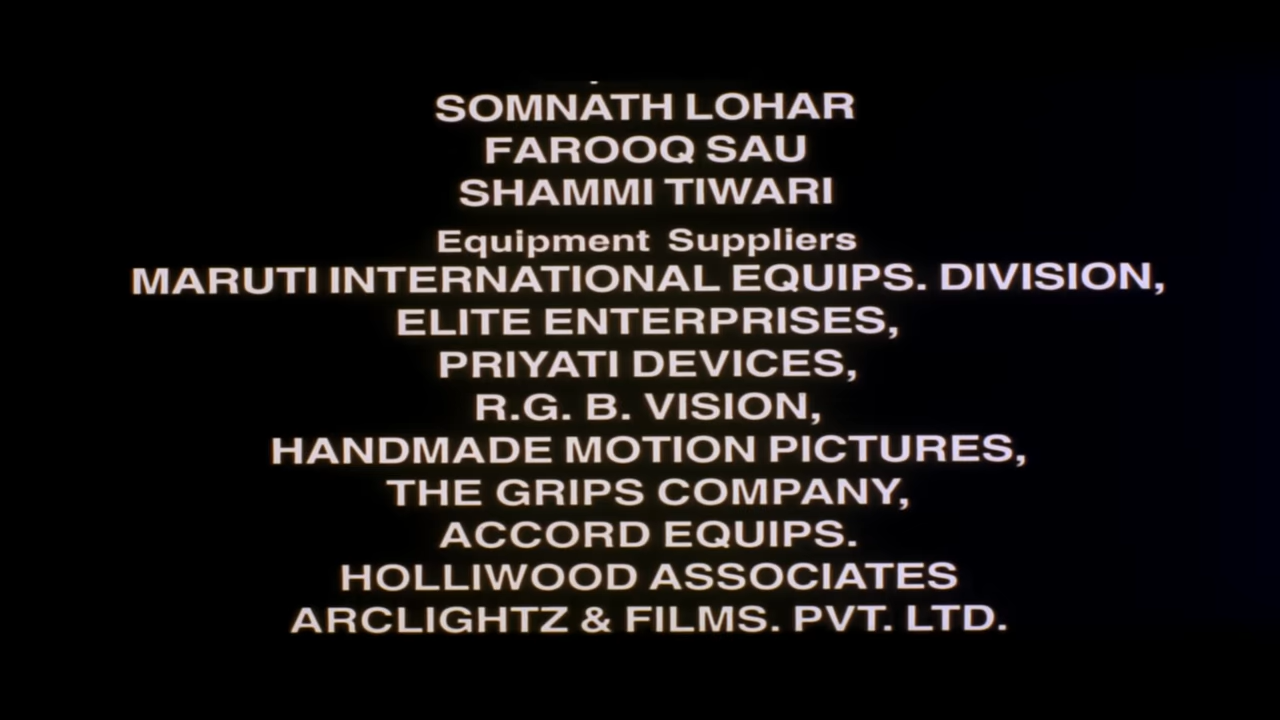 SOMNATH LOHAR
FAROOQ SAU
SHAMMI TIWARI
Equipment Suppliers
MARUTI INTERNATIONAL EQUIPS. DIVISION,
ELITE ENTERPRISES,
PRIYATI DEVICES,
R.G. B. VISION,
HANDMADE MOTION PICTURES,
THE GRIPS COMPANY,
ACCORD EQUIPS.
HOLLIWOOD ASSOCIATES
ARCLIGHTZ & FILMS. PVT. LTD.